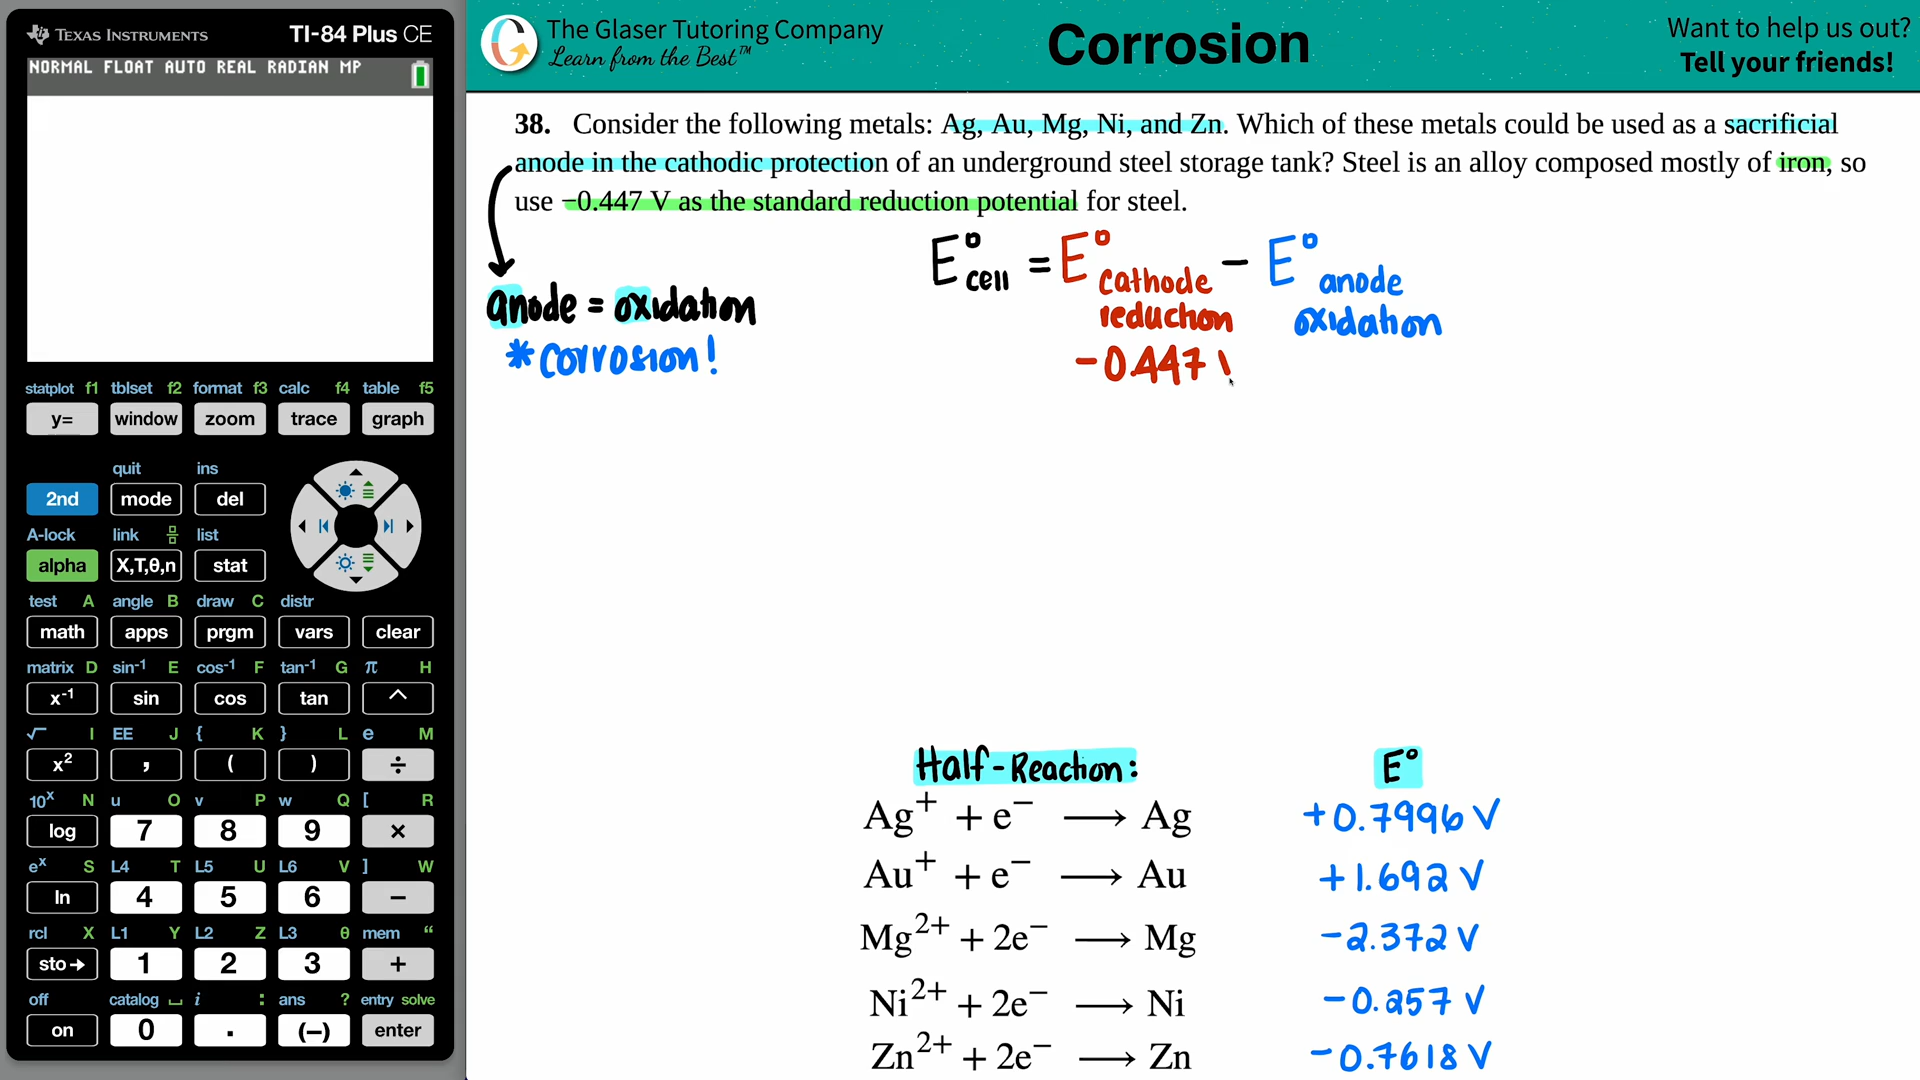 TEXAS INSTRUMENTS TI-84 Plus CE
NORMAL FLOAT AUTO REAL RADIAN MP
statplot f1 tblset f2 format f3 calc f4 table f5
y= window zoom trace graph
quit ins
2nd mode del
A-lock link list
alpha X,T,θ,n stat
test A angle B draw C distr
math apps prgm vars clear
matrix D sin⁻¹ E cos⁻¹ F tan⁻¹ G π H
x⁻¹ sin cos tan ^
√ I EE J { K } L e M
x² , ( ) ÷
10ˣ N u O v P w Q [ R
log 7 8 9 ×
eˣ S L4 T L5 U L6 V ] W
ln 4 5 6 −
rcl X L1 Y L2 Z L3 θ mem “
sto→ 1 2 3 +
off catalog ␣ i : ans ? entry solve
on 0 . (−) enter
The Glaser Tutoring Company
Learn from the Best™
Corrosion
Want to help us out?
Tell your friends!
38. Consider the following metals: Ag, Au, Mg, Ni, and Zn. Which of these metals could be used as a sacrificial
anode in the cathodic protection of an underground steel storage tank? Steel is an alloy composed mostly of iron, so
use −0.447 V as the standard reduction potential for steel.
E° cell = E° cathode − E° anode
reduction oxidation
-0.447 \
anode = oxidation
* corrosion!
Half-Reaction: E°
Ag⁺ + e⁻ ⟶ Ag +0.7996 V
Au⁺ + e⁻ ⟶ Au +1.692 V
Mg²⁺ + 2e⁻ ⟶ Mg -2.372 V
Ni²⁺ + 2e⁻ ⟶ Ni -0.257 V
Zn²⁺ + 2e⁻ ⟶ Zn -0.7618 V